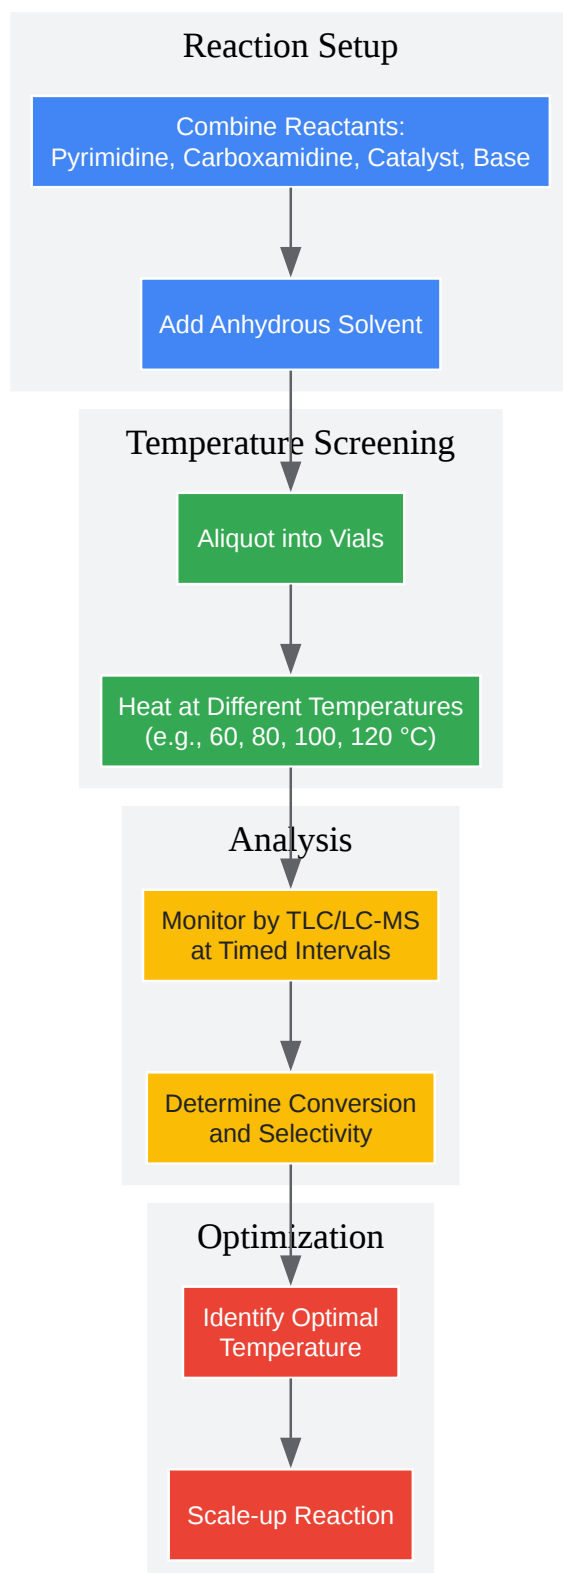 Reaction Setup
Combine Reactants:
Pyrimidine, Carboxamidine, Catalyst, Base
Add Anhydrous Solvent
Temperature Screening
Aliquot into Vials
Heat at Different Temperatures
(e.g., 60, 80, 100, 120 °C)
Analysis
Monitor by TLC/LC-MS
at Timed Intervals
Determine Conversion
and Selectivity
Optimization
Identify Optimal
Temperature
Scale-up Reaction